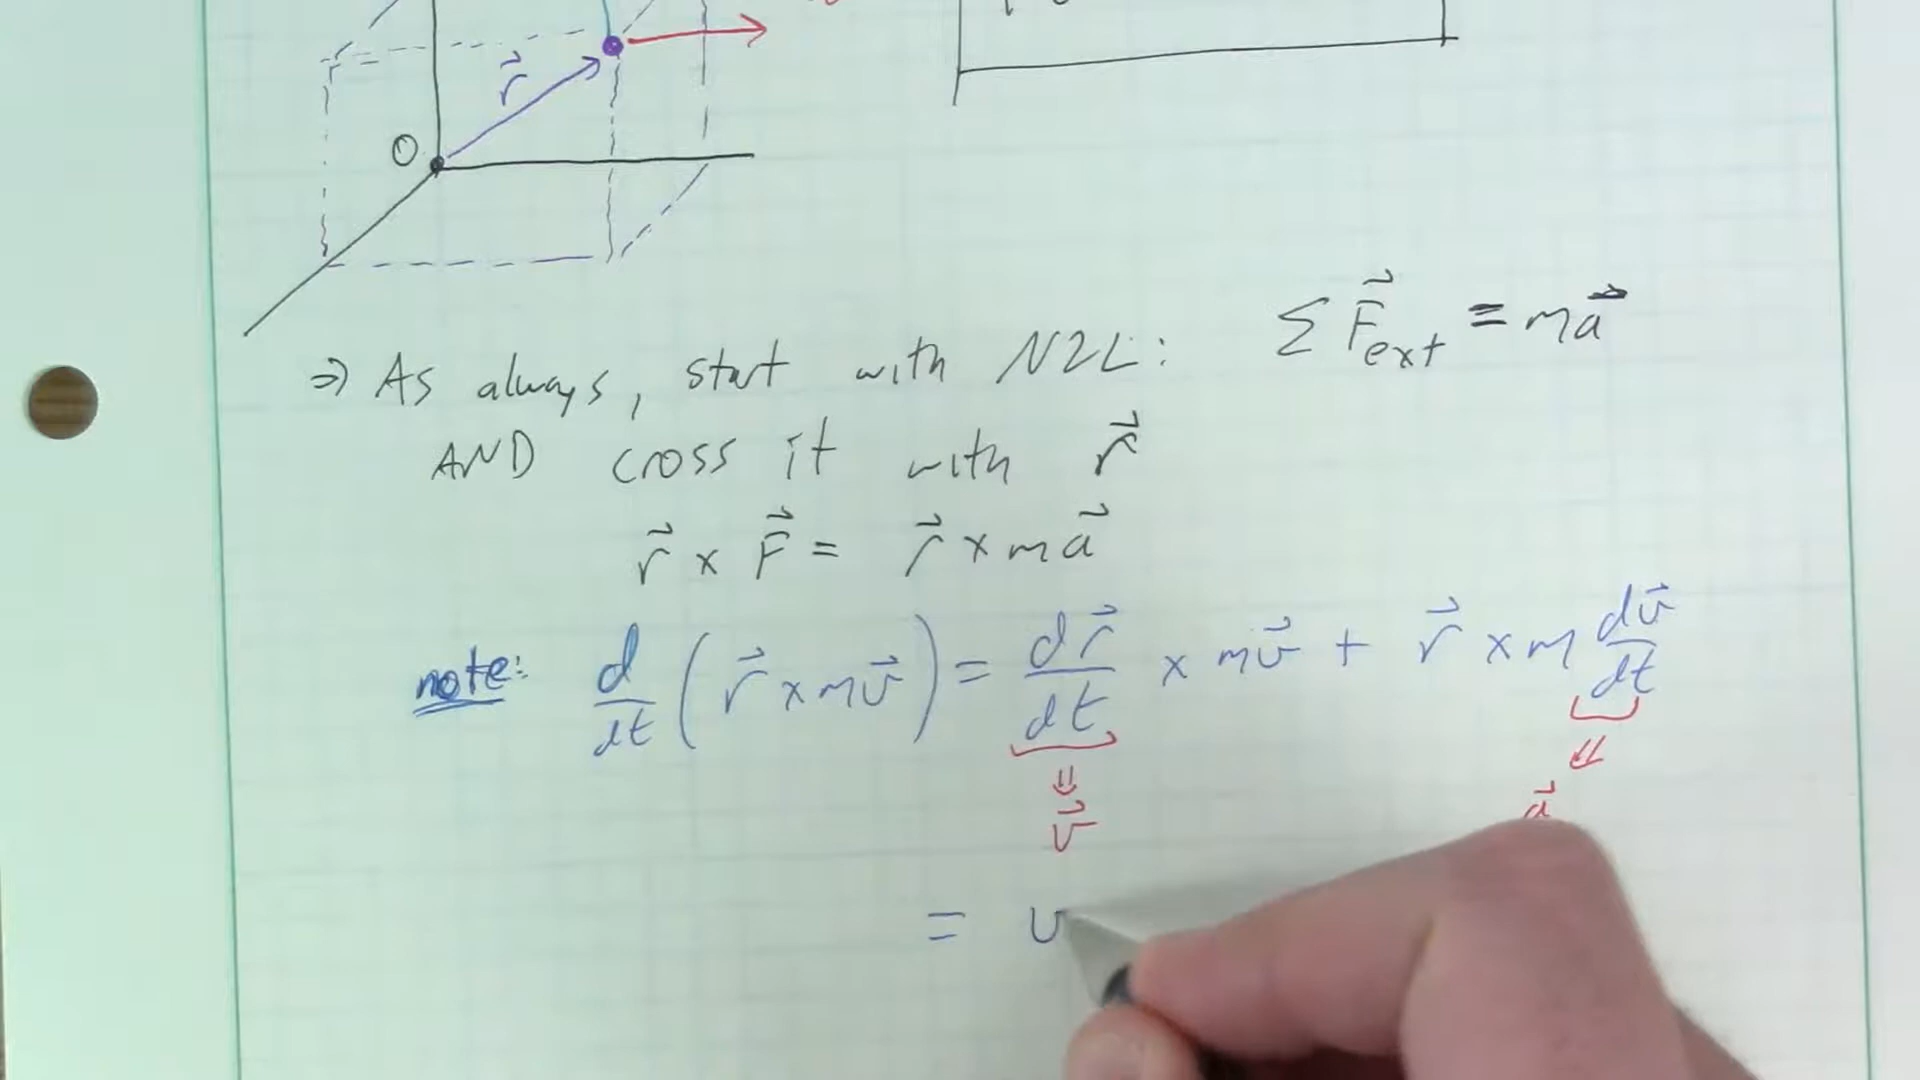 r⃗
O
⇒ As always, start with N2L: ΣF⃗ext = ma⃗
AND cross it with r⃗
r⃗ × F⃗ = r⃗ × ma⃗
note: d/dt (r⃗ × mv⃗) = dr⃗/dt × mv⃗ + r⃗ × m dv⃗/dt
⇓ ⇓
v⃗ a⃗
= v